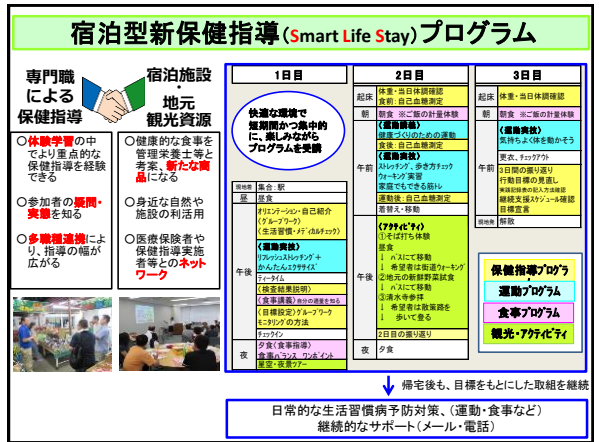 宿泊型新保健指導(Smart Life Stay)プログラム
専門職
による
保健指導
宿泊施設
・地元
観光資源
○体験学習の中
でより重点的な
保健指導を経験
できる
○参加者の疑問・
実態を知る
○多職種連携によ
り、指導の幅が
広がる
○健康的な食事を
管理栄養士等と
考案、新たな商
品になる
○身近な自然や
施設の利活用
○医療保険者や
保健指導実施
者等とのネット
ワーク
1日目
快適な環境で
短期間かつ集中的
に、楽しみながら
プログラムを受講
現地着
集合:駅
昼
昼食
午後
オリエンテーション・自己紹介
(グループワーク)
(生活習慣・メディカルチェック)
(運動実技)
リフレッシュストレッチング+
かんたんエクササイズ
ティータイム
(検査結果説明)
(食事講義)自分の適量を知る
(目標設定)グループワーク
モニタリングの方法
チェックイン
夜
夕食(食事指導)
食事バランス ワンポイント
星空・夜景ツアー
2日目
起床
体重・当日体調確認
食前:自己血糖測定
朝
朝食 ※ご飯の計量体験
午前
(運動講義)
健康づくりのための運動
食後:自己血糖測定
(運動実技)
ストレッチング、歩き方チェック
ウォーキング実習
家庭でもできる筋トレ
運動後:自己血糖測定
着替え・移動
午後
(アクティビティ)
①そば打ち体験
昼食
↓ バスにて移動
↓ 希望者は街道ウォーキング
②地元の新鮮野菜試食
↓ バスにて移動
③清水寺参拝
↓ 希望者は散策路を
↓ 歩いて登る
2日目の振り返り
夜
夕食
3日目
起床
体重・当日体調確認
朝
朝食 ※ご飯の計量体験
午前
(運動実技)
気持ちよく体を動かそう
更衣、チェックアウト
3日間の振り返り
行動目標の見直し
実践記録表の記入方法確認
継続支援スケジュール確認
目標宣言
現地発
解散
保健指導プログラ
・
運動プログラム
食事プログラム
観光・アクティビティ
帰宅後も、目標をもとにした取組を継続
日常的な生活習慣病予防対策、(運動・食事など)
継続的なサポート(メール・電話)